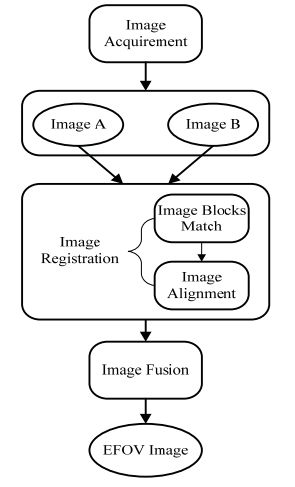 Image
Acquirement
Image A
Image B
Image
Registration
Image Blocks
Match
Image
Alignment
Image Fusion
EFOV Image